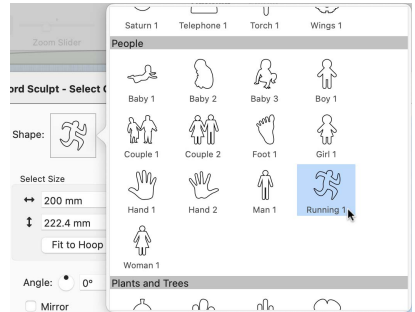 Saturn 1 Telephone 1 Torch 1 Wings 1
Zoom Slider
People
ord Sculpt - Select
Baby 1 Baby 2 Baby 3 Boy 1
Shape:
Couple 1 Couple 2 Foot 1 Girl 1
Select Size
200 mm
Hand 1 Hand 2 Man 1 Running 1
222.4 mm
Fit to Hoop
Woman 1
Angle: 0°
Plants and Trees
Mirror